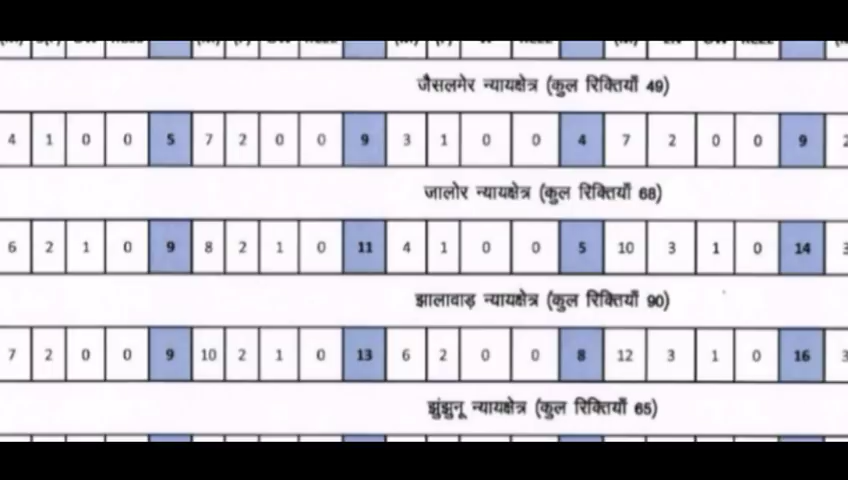 जैसलमेर न्यायक्षेत्र (कुल रिक्तियाँ 49)
4 1 0 0 5 7 2 0 0 9 3 1 0 0 4 7 2 0 0 9 2
जालोर न्यायक्षेत्र (कुल रिक्तियाँ 68)
6 2 1 0 9 8 2 1 0 11 4 1 0 0 5 10 3 1 0 14 3
झालावाड़ न्यायक्षेत्र (कुल रिक्तियाँ 90)
7 2 0 0 9 10 2 1 0 13 6 2 0 0 8 12 3 1 0 16 3
झुंझुनू न्यायक्षेत्र (कुल रिक्तियाँ 65)